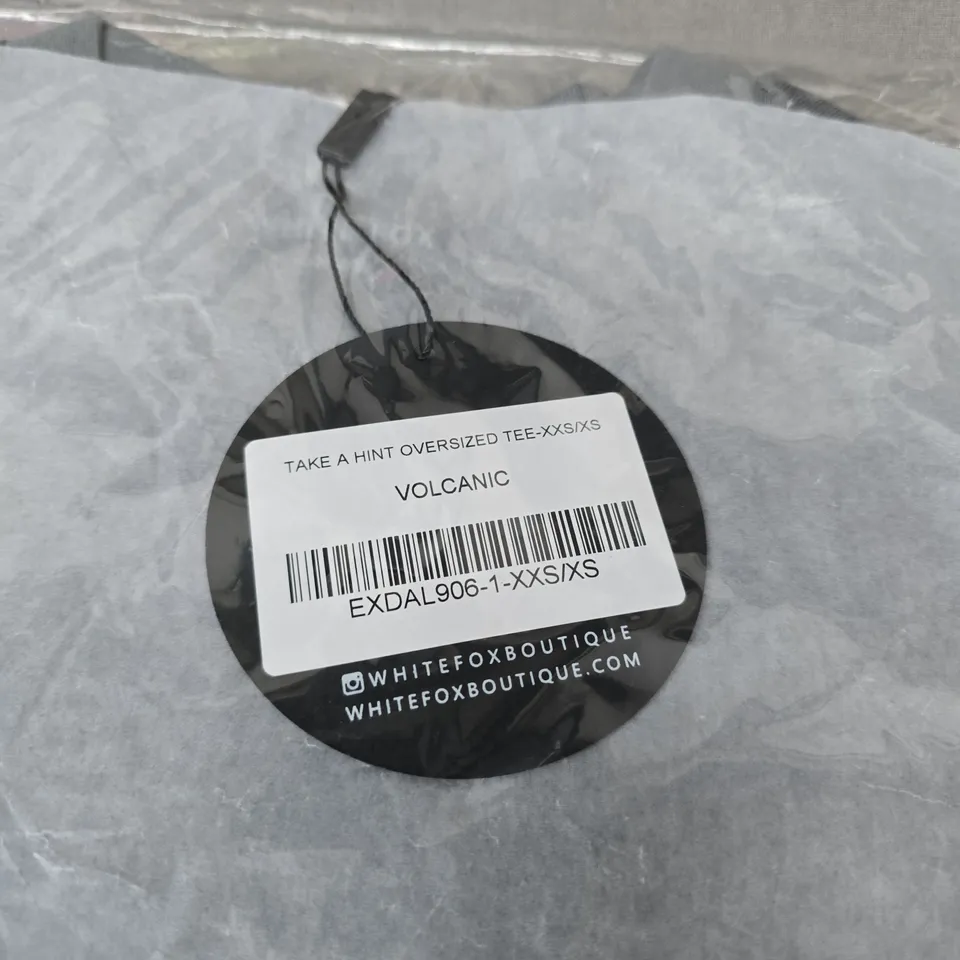 TAKE A HINT OVERSIZED TEE-XXS/XS
VOLCANIC
EXDAL906-1-XXS/XS
WHITEFOXBOUTIQUE
WHITEFOXBOUTIQUE.COM